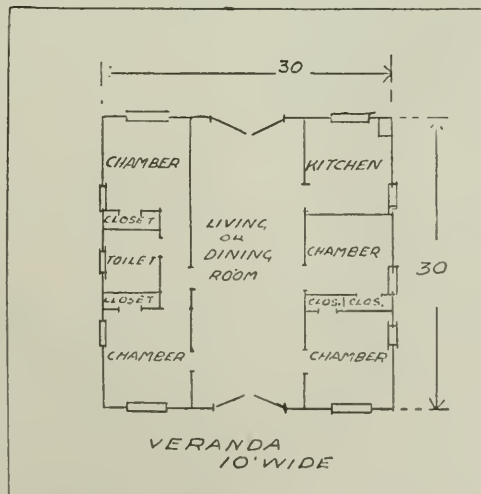 30
CHAMBER
KITCHEN
CLOSET
LIVING
OR
DINING
ROOM
TOILET
CHAMBER
30
CLOSET
CLOS. CLOS.
CHAMBER
CHAMBER
VERANDA
10' WIDE